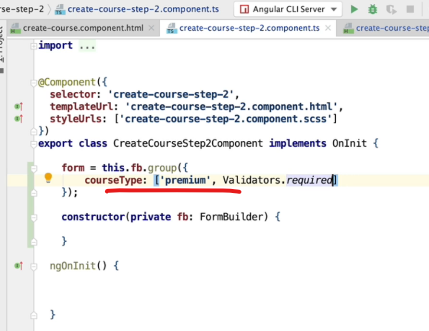 rse-step-2 create-course-step-2.component.ts Angular CLI Server
create-course.component.html create-course-step-2.component.ts create-course-ste
import ...
@Component({
selector: 'create-course-step-2',
templateUrl: 'create-course-step-2.component.html',
styleUrls: ['create-course-step-2.component.scss']
})
export class CreateCourseStep2Component implements OnInit {
form = this.fb.group({
courseType: ['premium', Validators.required]
});
constructor(private fb: FormBuilder) {
}
ngOnInit() {
}